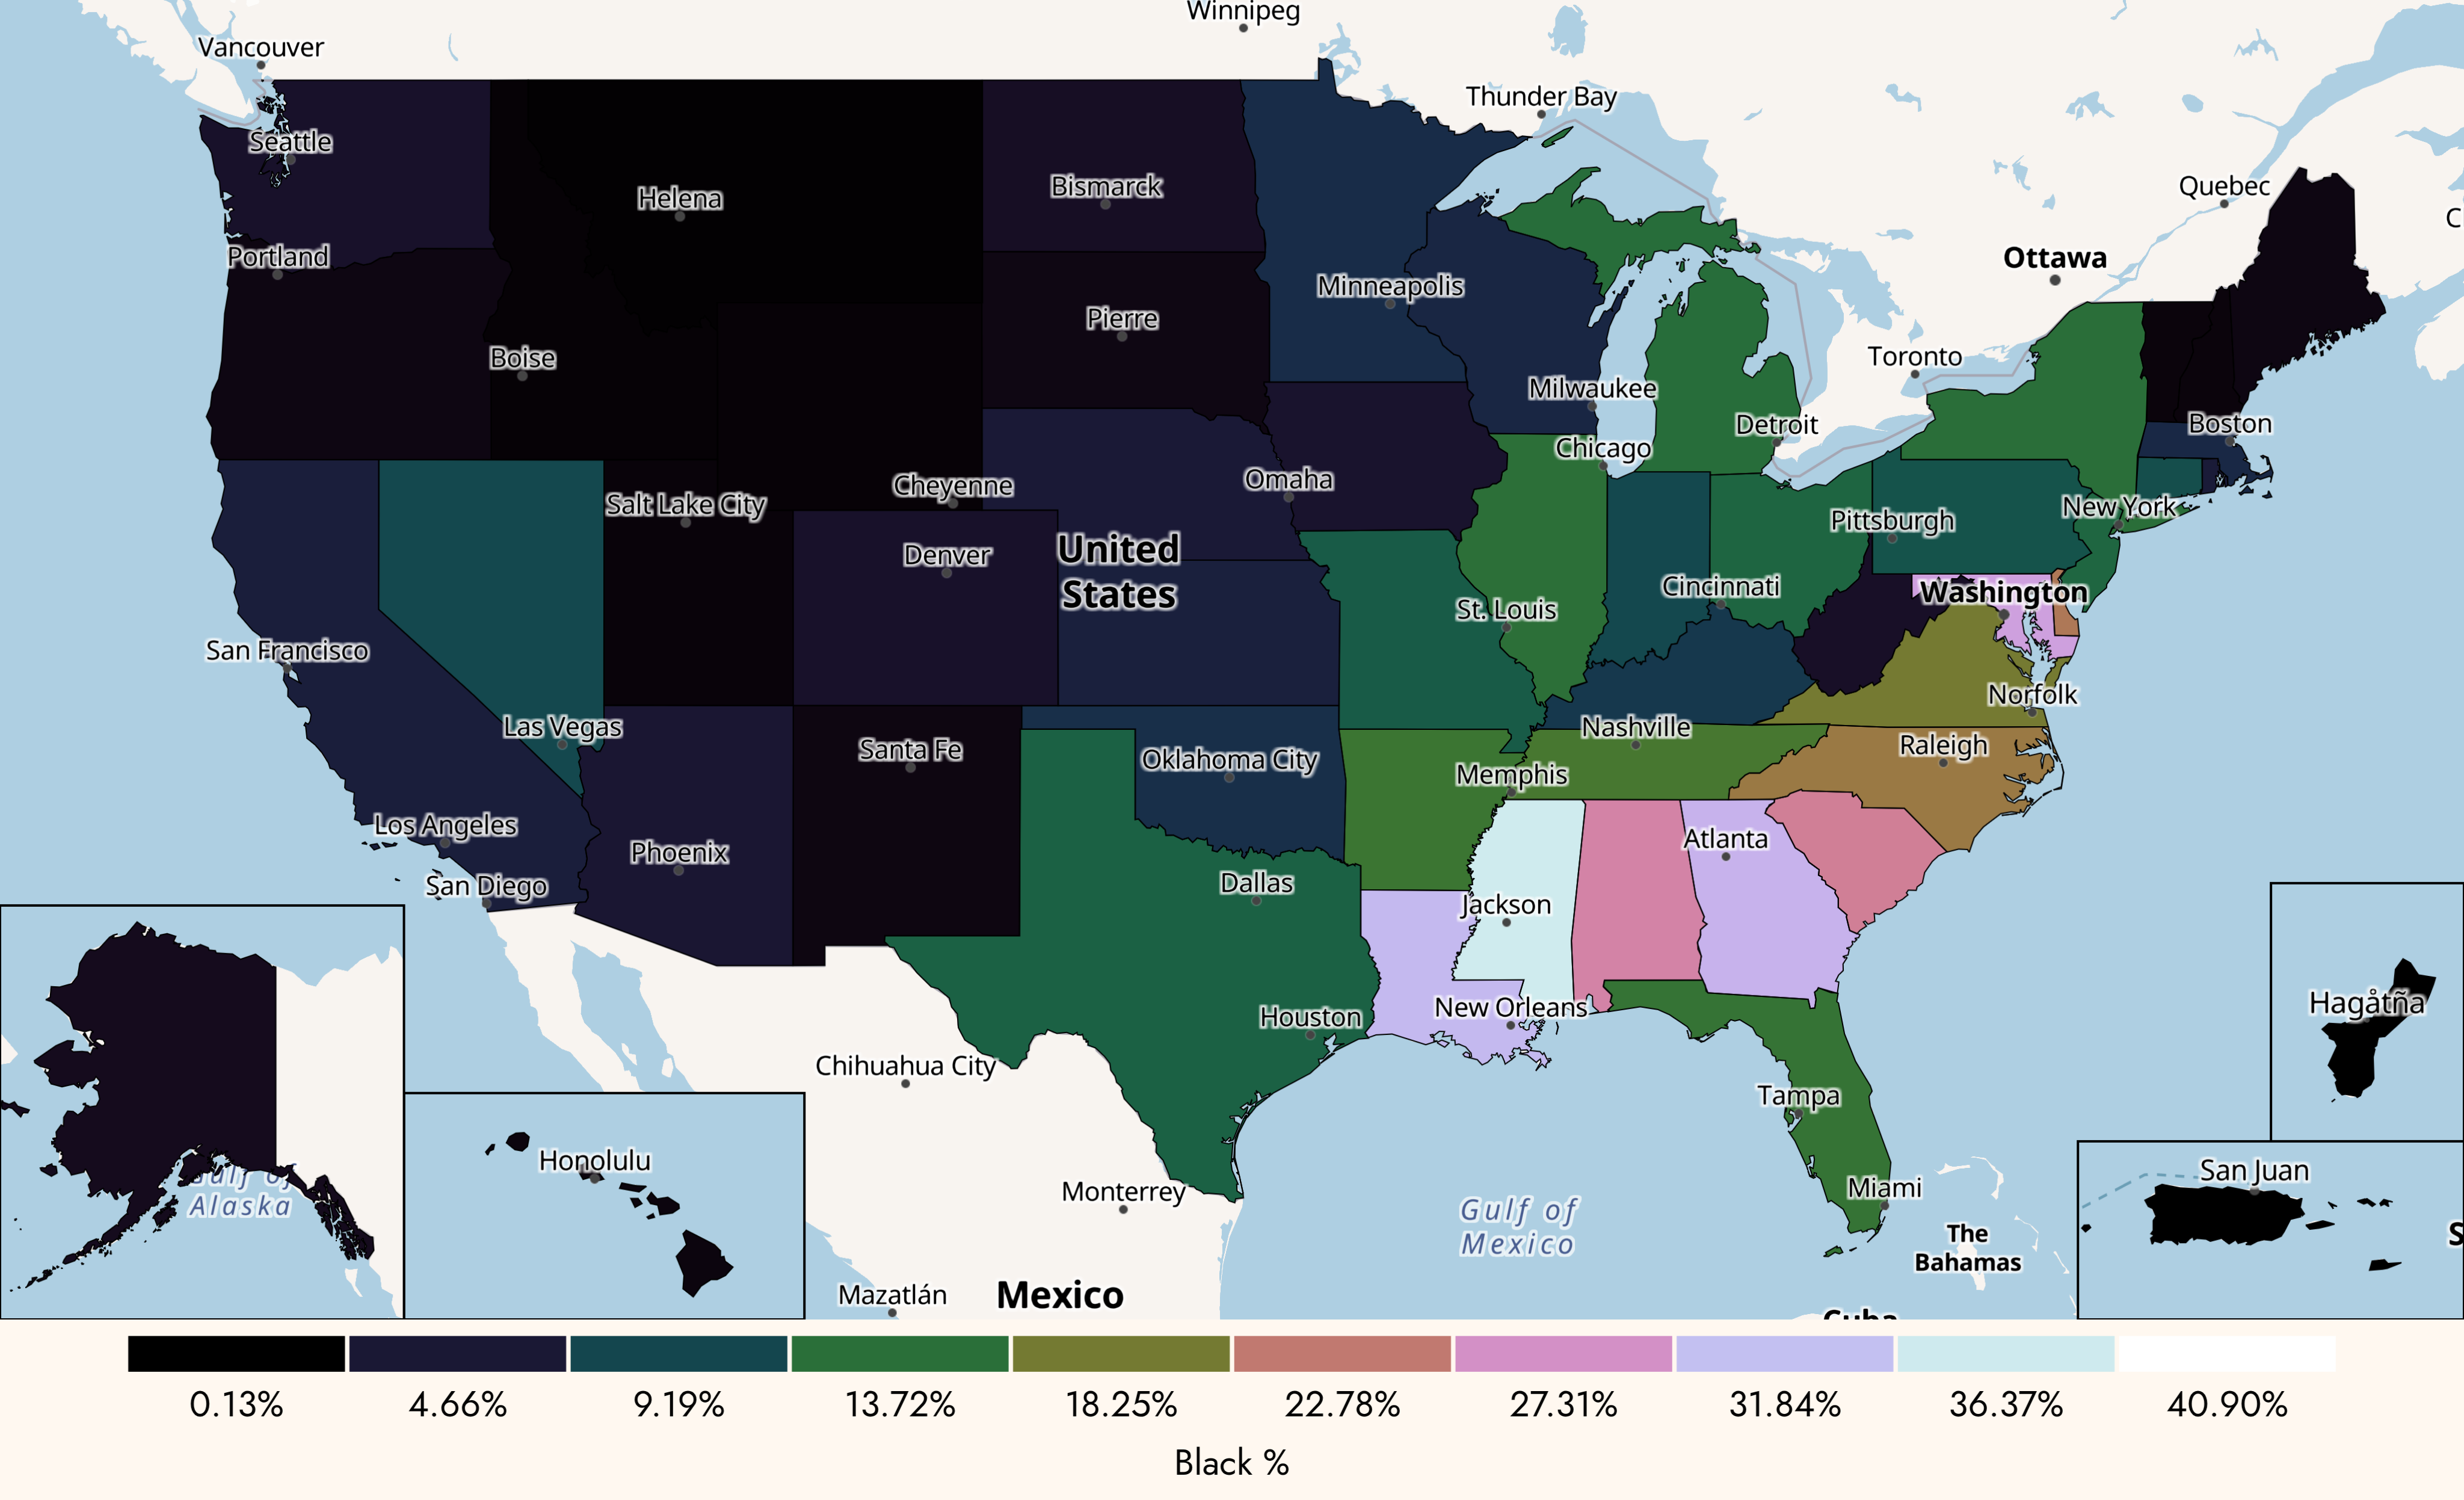 Winnipeg
Vancouver
Thunder Bay
Seattle
Helena
Bismarck
Quebec
Ottawa
Portland
Minneapolis
Pierre
Boise
Toronto
Milwaukee
Detroit
Boston
Chicago
Cheyenne
Omaha
Salt Lake City
New York
Pittsburgh
Denver
United
States
Cincinnati
Washington
St. Louis
San Francisco
Norfolk
Las Vegas
Nashville
Santa Fe
Raleigh
Oklahoma City
Memphis
Los Angeles
Atlanta
Phoenix
San Diego
Dallas
Jackson
Hagåtña
New Orleans
Houston
Chihuahua City
Tampa
Honolulu
San Juan
Gulf of
Alaska
Monterrey
Miami
Gulf of
Mexico
The
Bahamas
Mazatlán
Mexico
Cuba
0.13%
4.66%
9.19%
13.72%
18.25%
22.78%
27.31%
31.84%
36.37%
40.90%
Black %